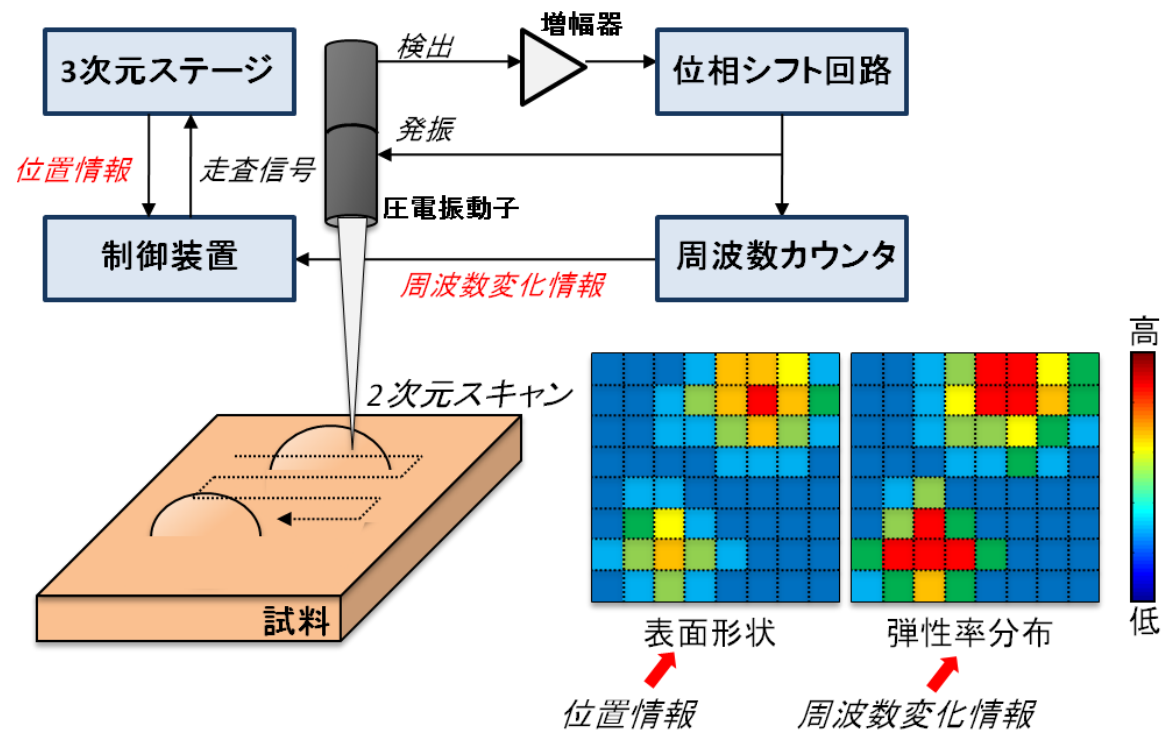 増幅器
3次元ステージ
検出
位相シフト回路
発振
位置情報
走査信号
圧電振動子
制御装置
周波数カウンタ
周波数変化情報
高
2次元スキャン
試料
低
表面形状
弾性率分布
位置情報
周波数変化情報